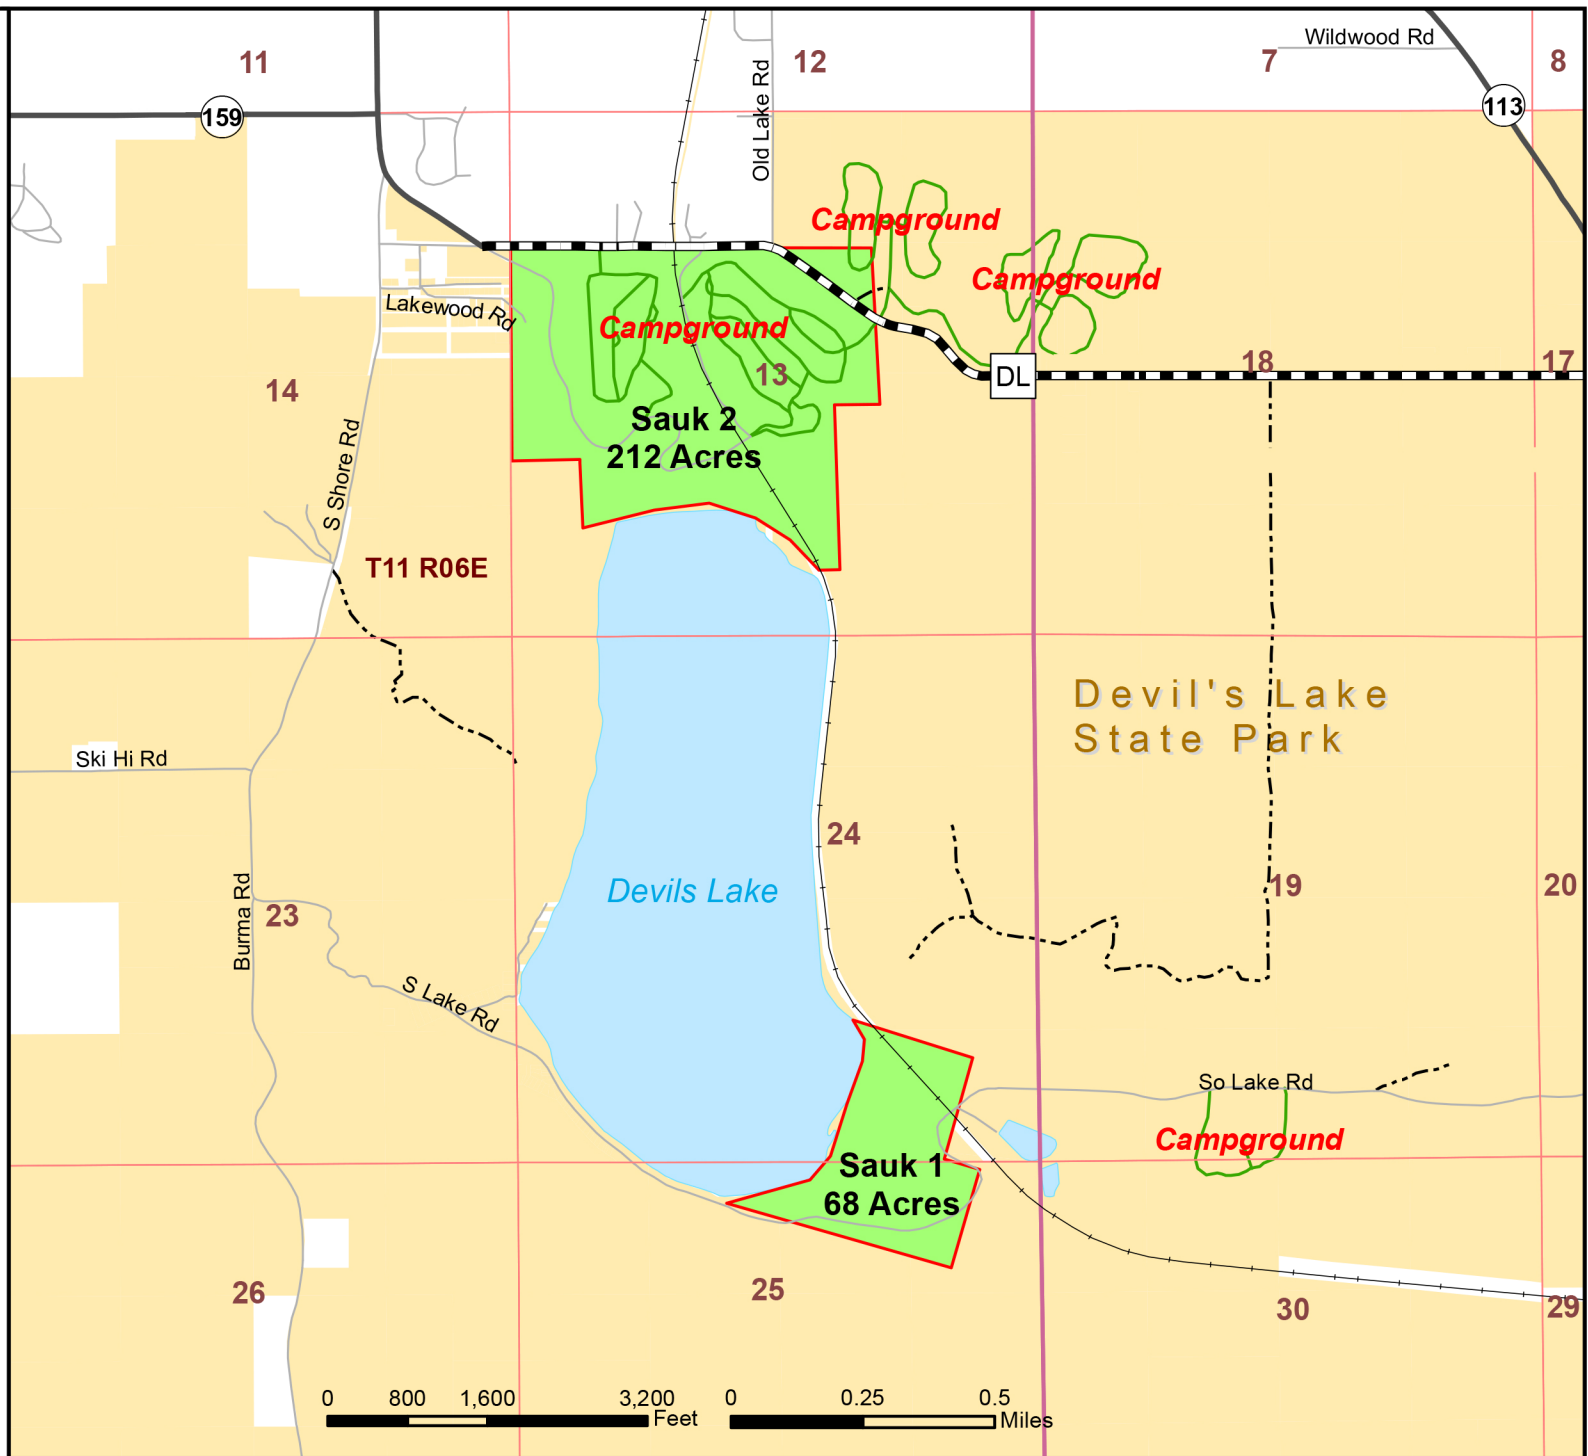 11
12
7
8
Wildwood Rd
159
113
Old Lake Rd
Campground
Campground
Lakewood Rd
Campground
13
18
17
DL
14
Sauk 2
212 Acres
S Shore Rd
T11 R06E
Devil's Lake
State Park
Ski Hi Rd
24
Devils Lake
19
20
Burma Rd
23
S Lake Rd
So Lake Rd
Campground
Sauk 1
68 Acres
26
25
30
29
0 800 1,600 3,200 Feet
0 0.25 0.5 Miles